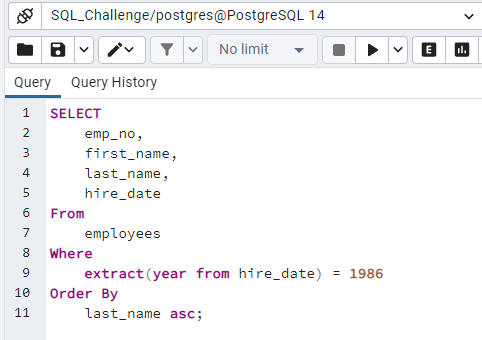 SQL_Challenge/postgres@PostgreSQL 14
No limit
E
Query Query History
1 SELECT
2 emp_no,
3 first_name,
4 last_name,
5 hire_date
6 From
7 employees
8 Where
9 extract(year from hire_date) = 1986
10 Order By
11 last_name asc;